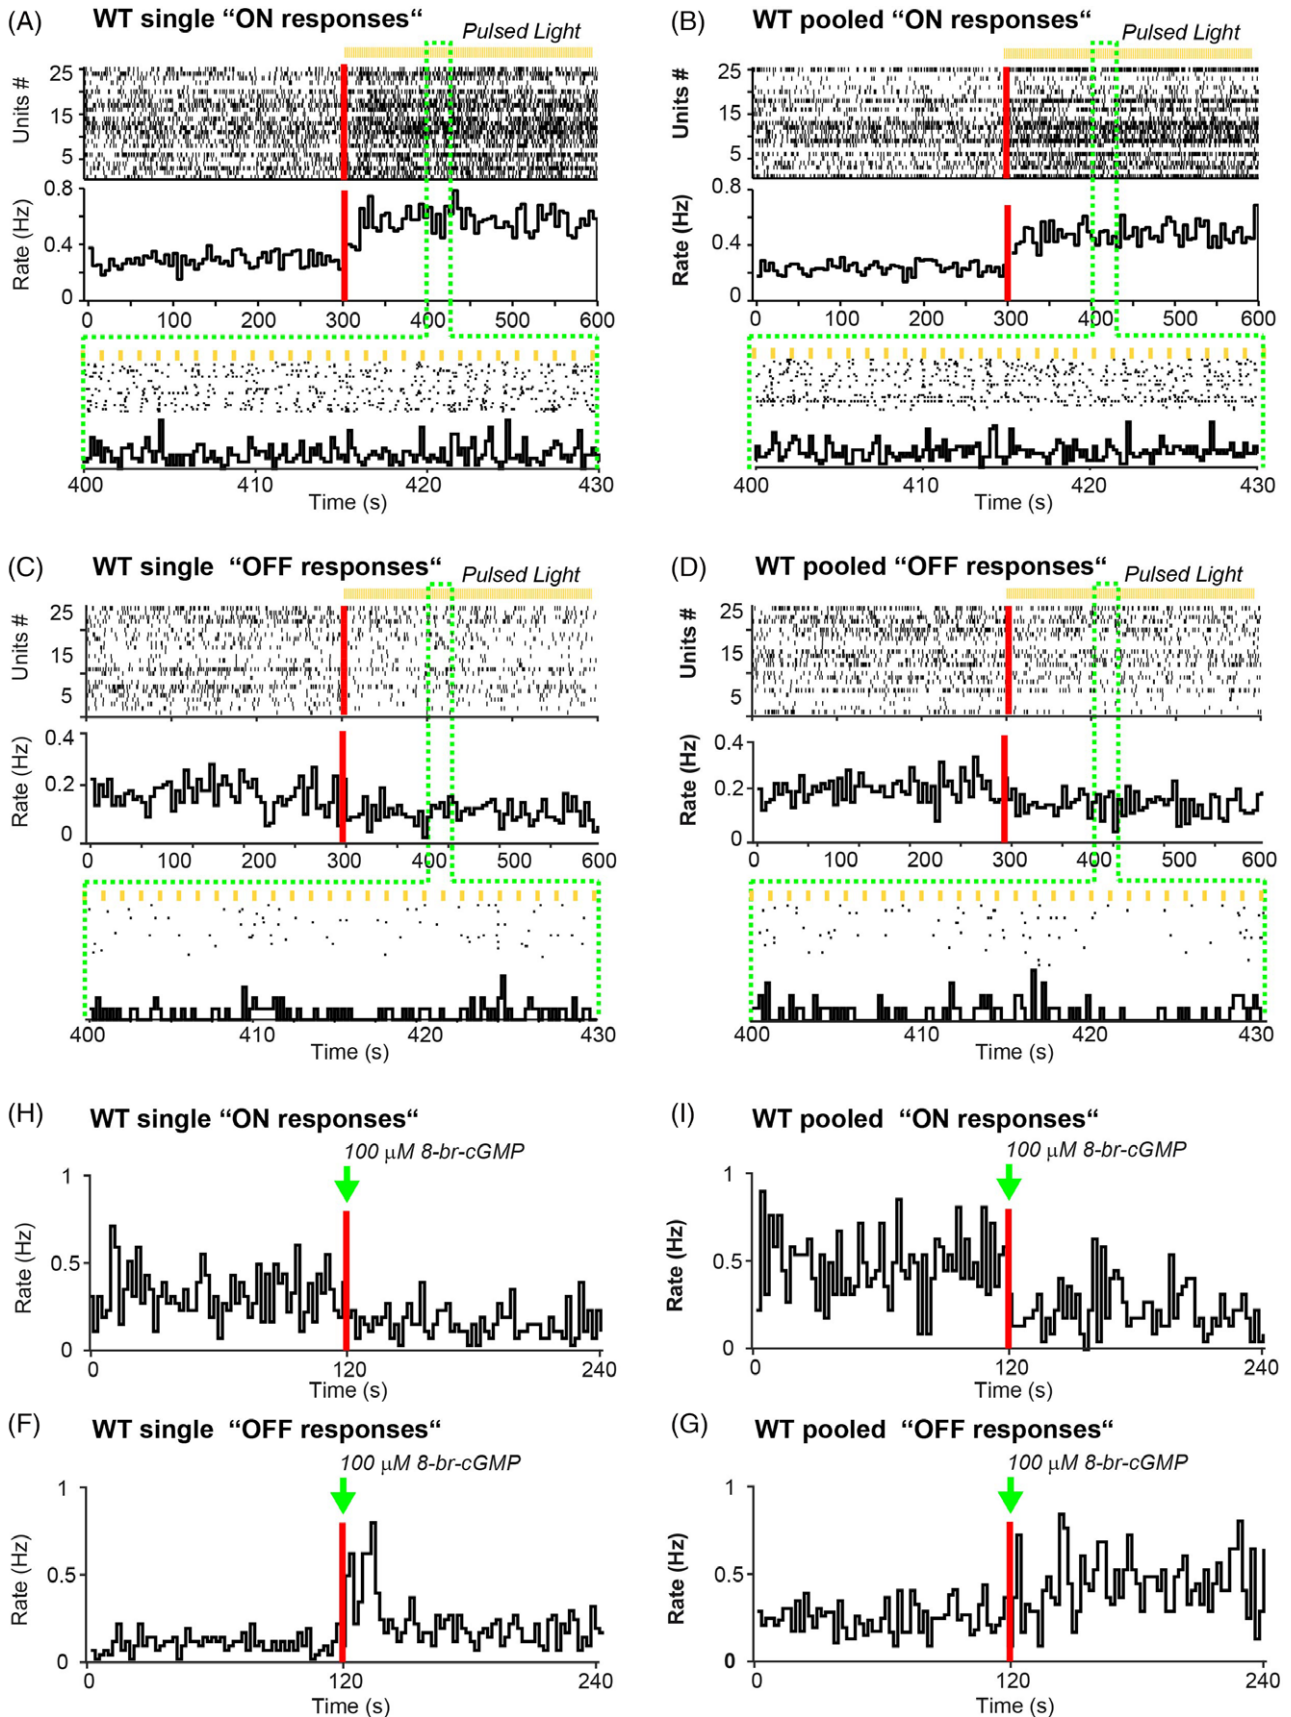 (A) WT single “ON responses“
Pulsed Light
Units #
25
15
5
Rate (Hz)
0.8
0.4
0
0 100 200 300 400 500 600
400 410 420 430
Time (s)
(B) WT pooled “ON responses“
Pulsed Light
Units #
25
15
5
Rate (Hz)
0.8
0.4
0
0 100 200 300 400 500 600
400 410 420 430
Time (s)
(C) WT single “OFF responses“
Pulsed Light
Units #
25
15
5
Rate (Hz)
0.4
0.2
0
0 100 200 300 400 500 600
400 410 420 430
Time (s)
(D) WT pooled “OFF responses“
Pulsed Light
Units #
25
15
5
Rate (Hz)
0.4
0.2
0
0 100 200 300 400 500 600
400 410 420 430
Time (s)
(H) WT single “ON responses“
100 μM 8-br-cGMP
Rate (Hz)
1
0.5
0
0 120 240
Time (s)
(I) WT pooled “ON responses“
100 μM 8-br-cGMP
Rate (Hz)
1
0.5
0
0 120 240
Time (s)
(F) WT single “OFF responses“
100 μM 8-br-cGMP
Rate (Hz)
1
0.5
0
0 120 240
Time (s)
(G) WT pooled “OFF responses“
100 μM 8-br-cGMP
Rate (Hz)
1
0.5
0
0 120 240
Time (s)